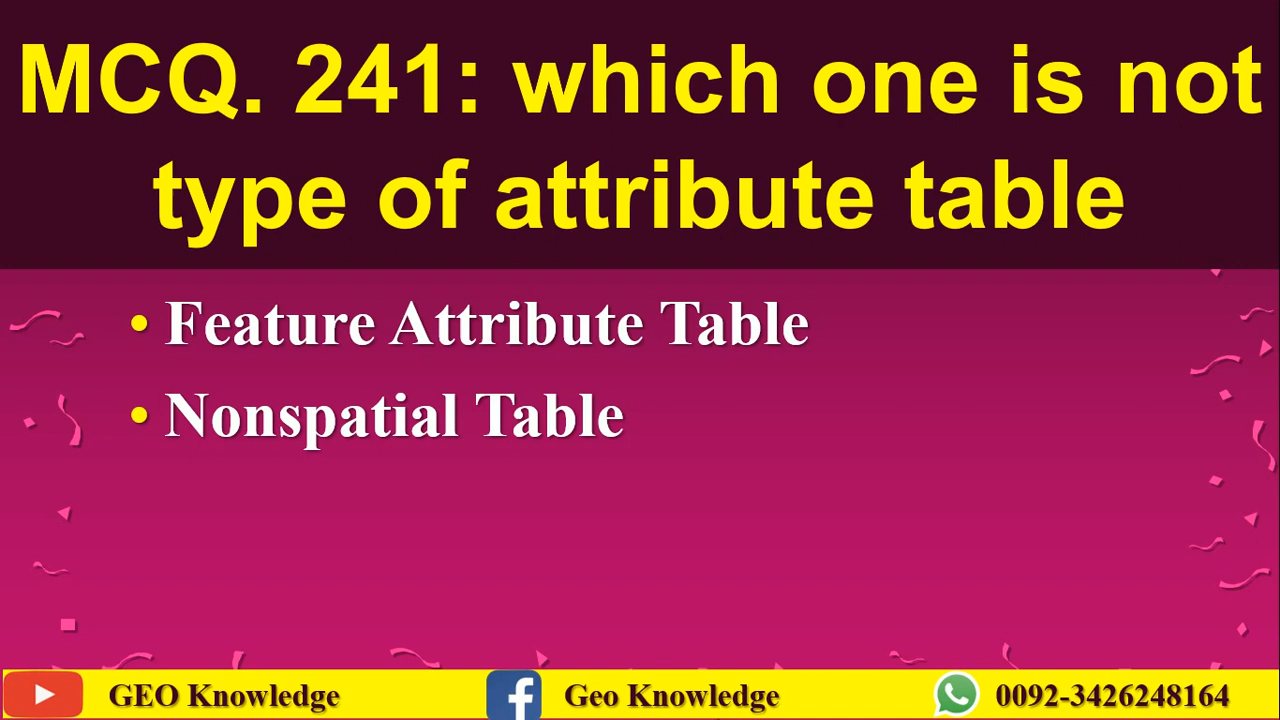 MCQ. 241: which one is not
type of attribute table
• Feature Attribute Table
• Nonspatial Table
GEO Knowledge Geo Knowledge 0092-3426248164